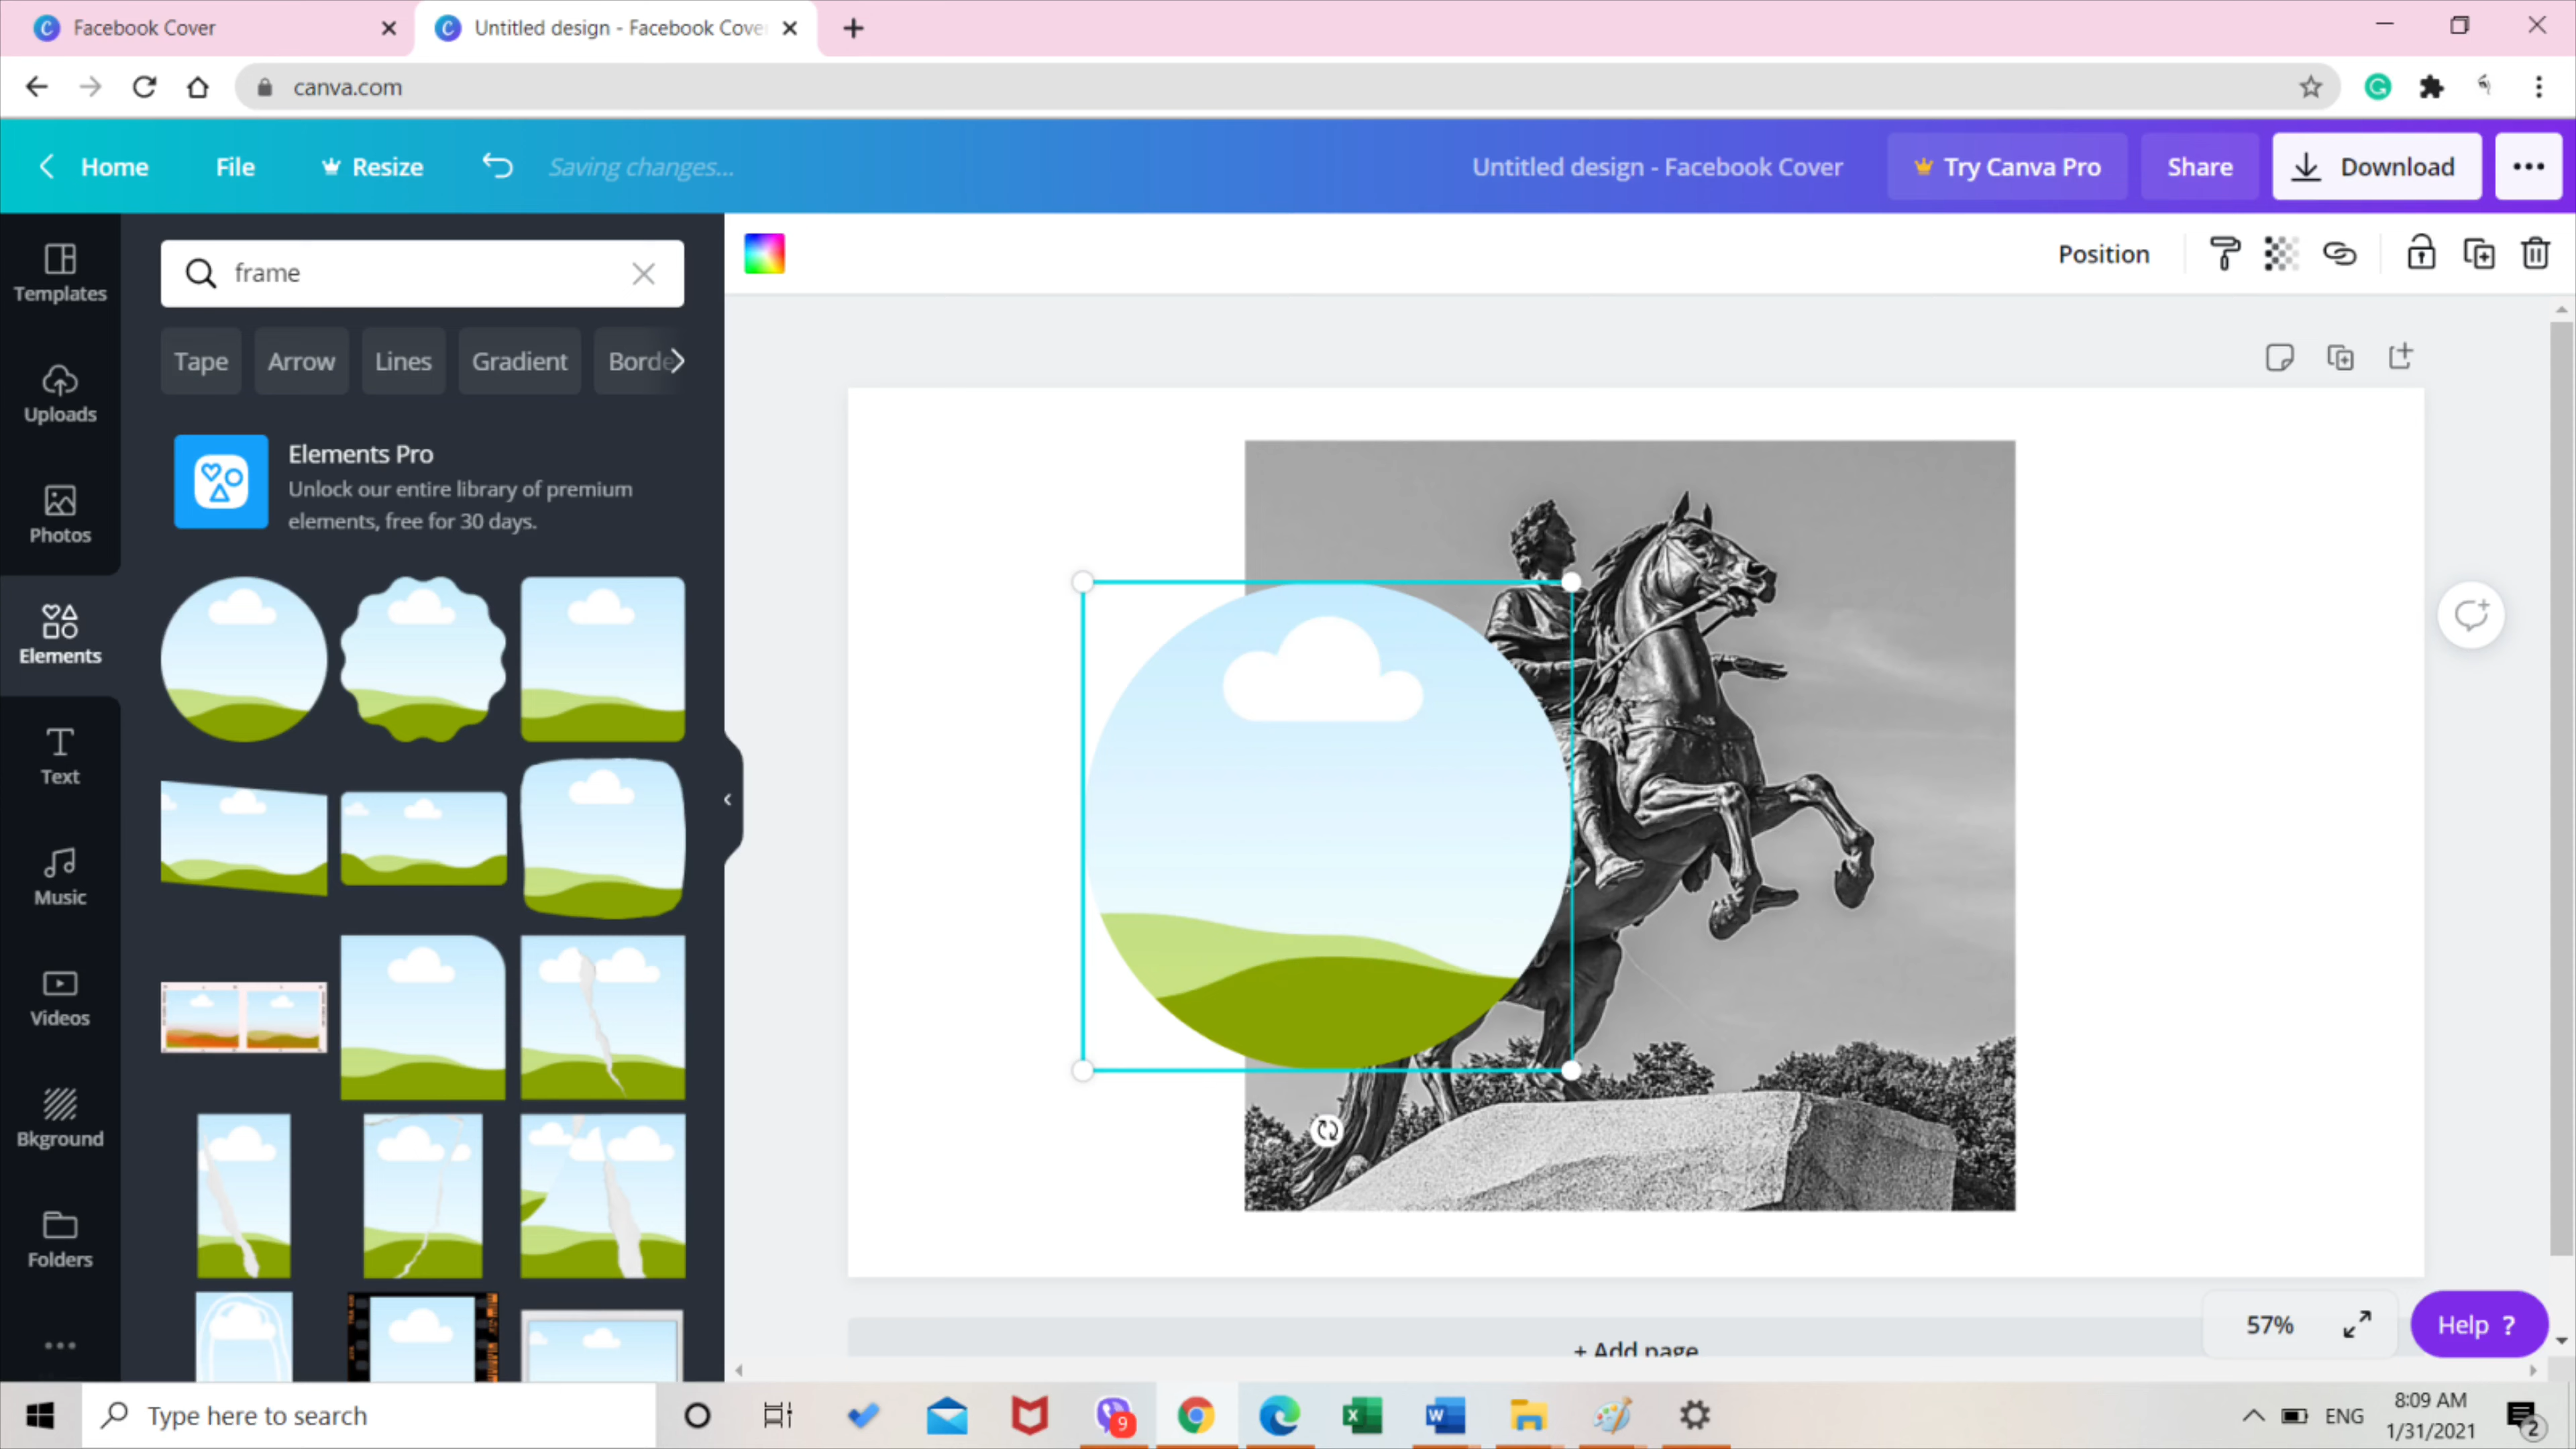 Facebook Cover
Untitled design - Facebook Cove
canva.com
Home File Resize Saving changes...
Untitled design - Facebook Cover Try Canva Pro Share Download
frame
Position
Templates
Tape Arrow Lines Gradient Borde
Uploads
Elements Pro
Unlock our entire library of premium
elements, free for 30 days.
Photos
Elements
Text
Music
Videos
Bkground
Folders
57% Help ?
+ Add page
Type here to search
9
ENG
8:09 AM
1/31/2021
2